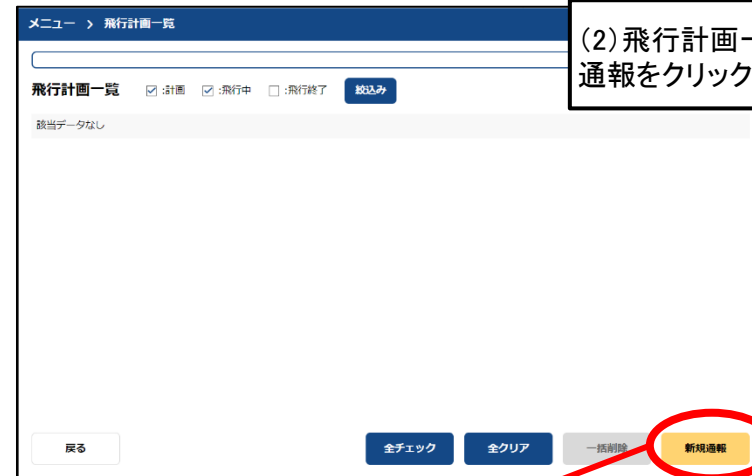 メニュー > 飛行計画一覧
(2)飛行計画
通報をクリック
飛行計画一覧 :計画 :飛行中 :飛行終了 絞込み
該当データなし
戻る 全チェック 全クリア 一括削除 新規通報